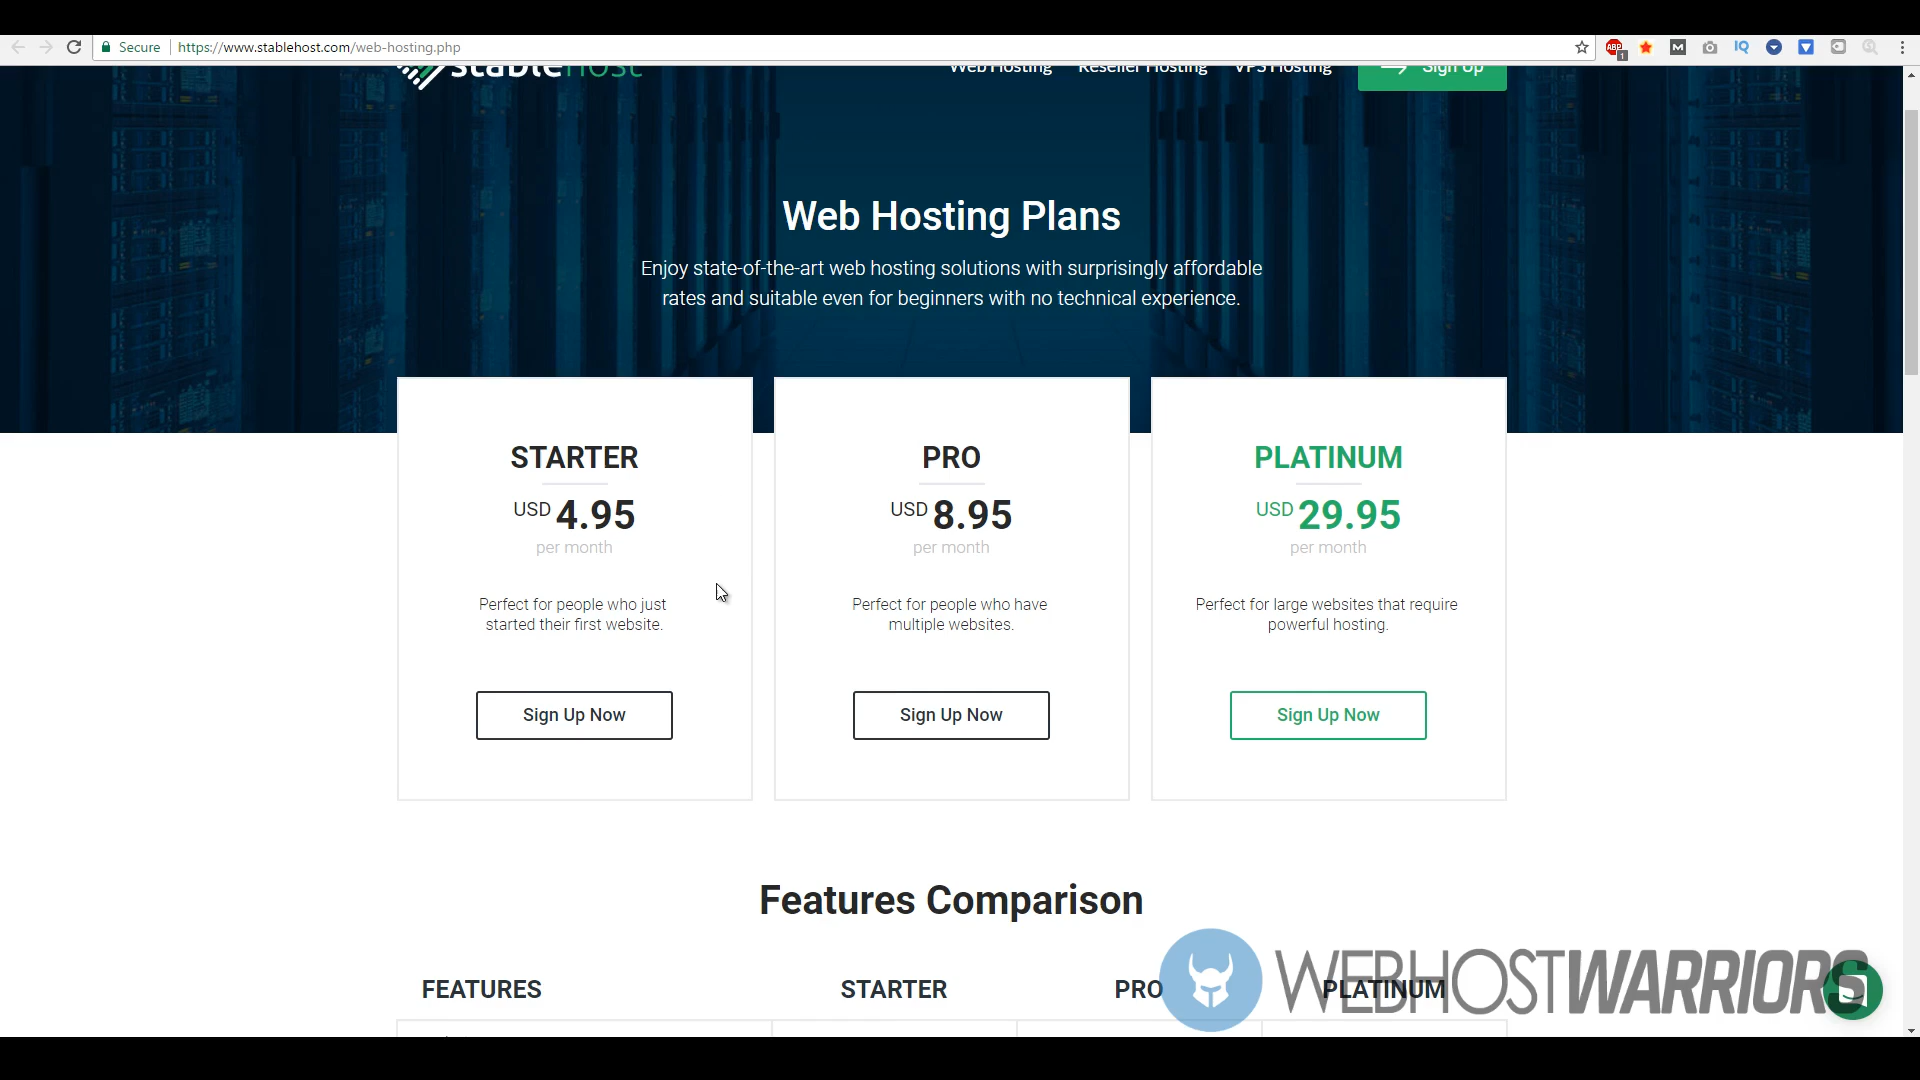 Secure https://www.stablehost.com/web-hosting.php
ABP
1
M
IQ
stablehost
Web Hosting Reseller Hosting VPS Hosting Sign Up
Web Hosting Plans
Enjoy state-of-the-art web hosting solutions with surprisingly affordable
rates and suitable even for beginners with no technical experience.
STARTER
USD 4.95
per month
Perfect for people who just
started their first website.
Sign Up Now
PRO
USD 8.95
per month
Perfect for people who have
multiple websites.
Sign Up Now
PLATINUM
USD 29.95
per month
Perfect for large websites that require
powerful hosting.
Sign Up Now
Features Comparison
FEATURES STARTER PRO PLATINUM
WEBHOSTWARRIORS